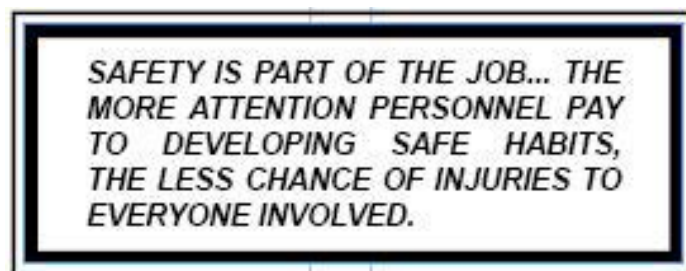 SAFETY IS PART OF THE JOB... THE
MORE ATTENTION PERSONNEL PAY
TO DEVELOPING SAFE HABITS,
THE LESS CHANCE OF INJURIES TO
EVERYONE INVOLVED.